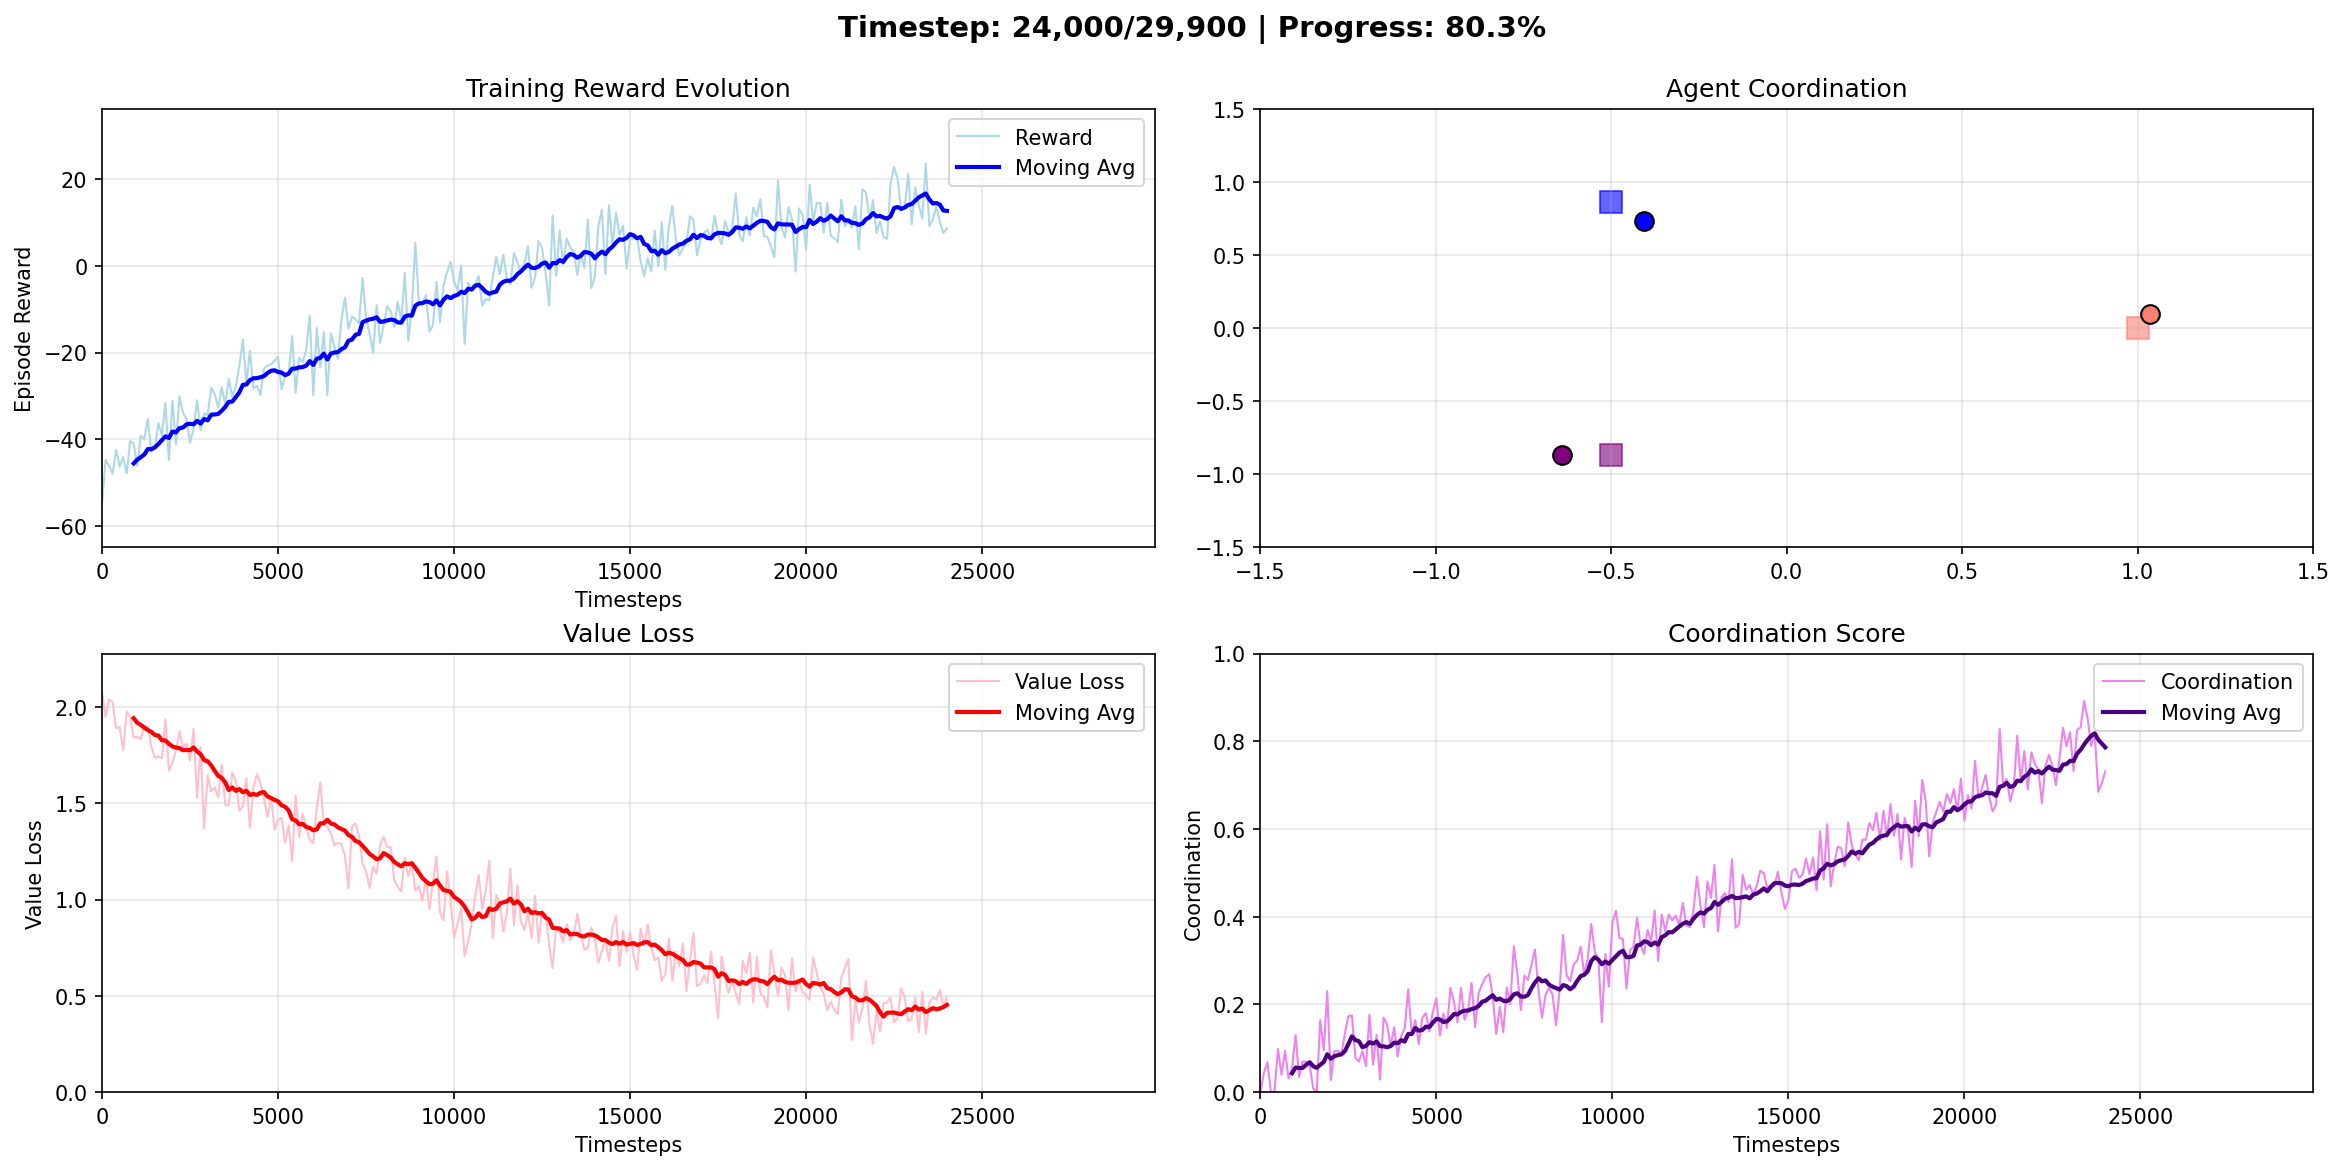 Timestep: 24,000/29,900 | Progress: 80.3%
Training Reward Evolution
Reward
Moving Avg
20
0
−20
−40
−60
Episode Reward
0
5000
10000
15000
20000
25000
Timesteps
Agent Coordination
1.5
1.0
0.5
0.0
−0.5
−1.0
−1.5
−1.5
−1.0
−0.5
0.0
0.5
1.0
1.5
Value Loss
Value Loss
Moving Avg
2.0
1.5
1.0
0.5
0.0
Value Loss
0
5000
10000
15000
20000
25000
Timesteps
Coordination Score
Coordination
Moving Avg
1.0
0.8
0.6
0.4
0.2
0.0
Coordination
0
5000
10000
15000
20000
25000
Timesteps